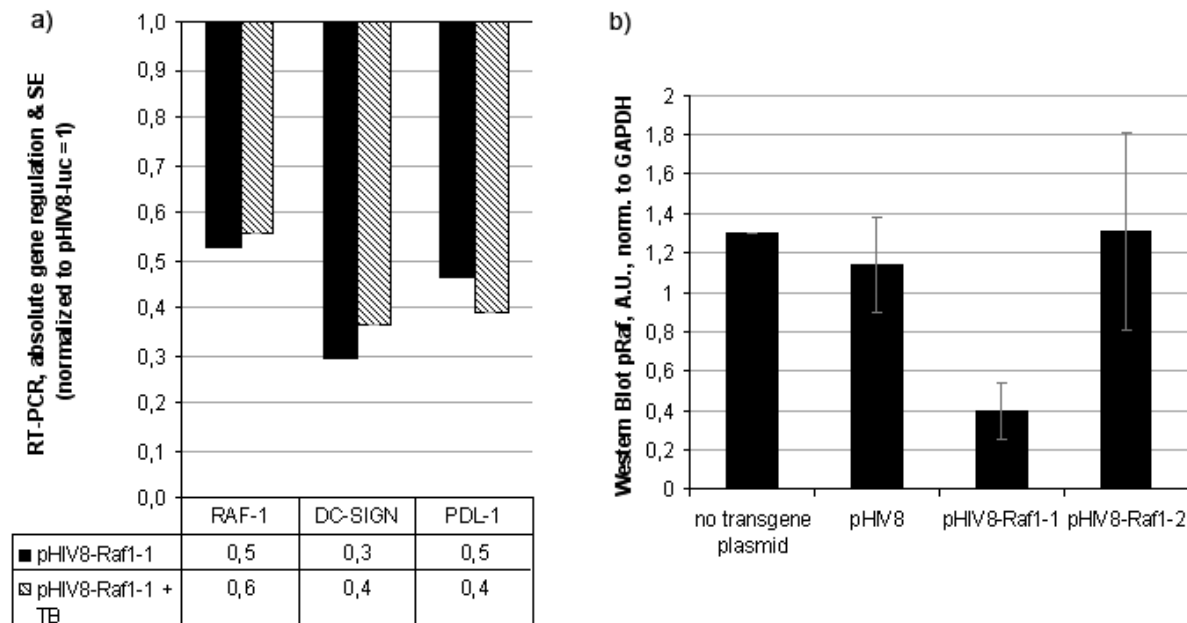 a)
RT-PCR, absolute gene regulation & SE
(normalized to pHIV8-luc = 1)
1,0
0,9
0,8
0,7
0,6
0,5
0,4
0,3
0,2
0,1
0,0
RAF-1 DC-SIGN PDL-1
pHIV8-Raf1-1 0,5 0,3 0,5
pHIV8-Raf1-1 + 0,6 0,4 0,4
TB
b)
Western Blot pRaf, A.U., norm. to GAPDH
2
1,8
1,6
1,4
1,2
1
0,8
0,6
0,4
0,2
0
no transgene pHIV8 pHIV8-Raf1-1 pHIV8-Raf1-2
plasmid